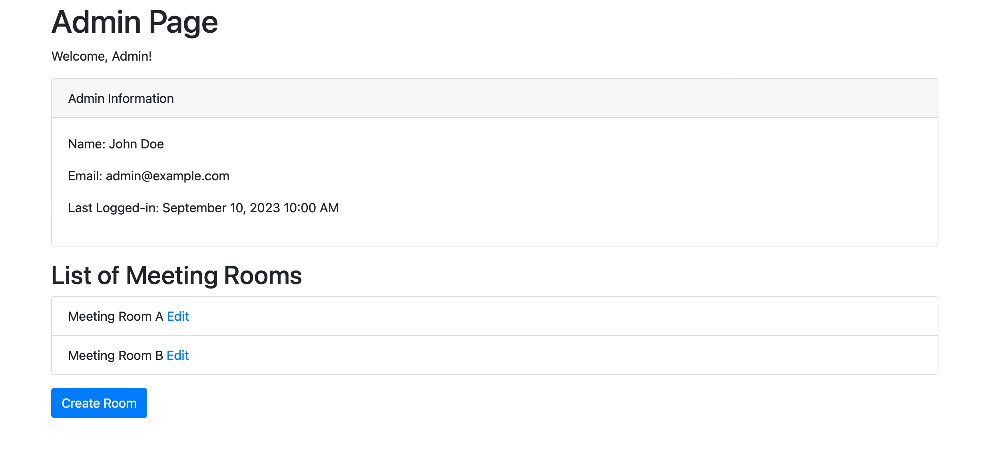 Admin Page
Welcome, Admin!
Admin Information
Name: John Doe
Email: admin@example.com
Last Logged-in: September 10, 2023 10:00 AM
List of Meeting Rooms
Meeting Room A Edit
Meeting Room B Edit
Create Room